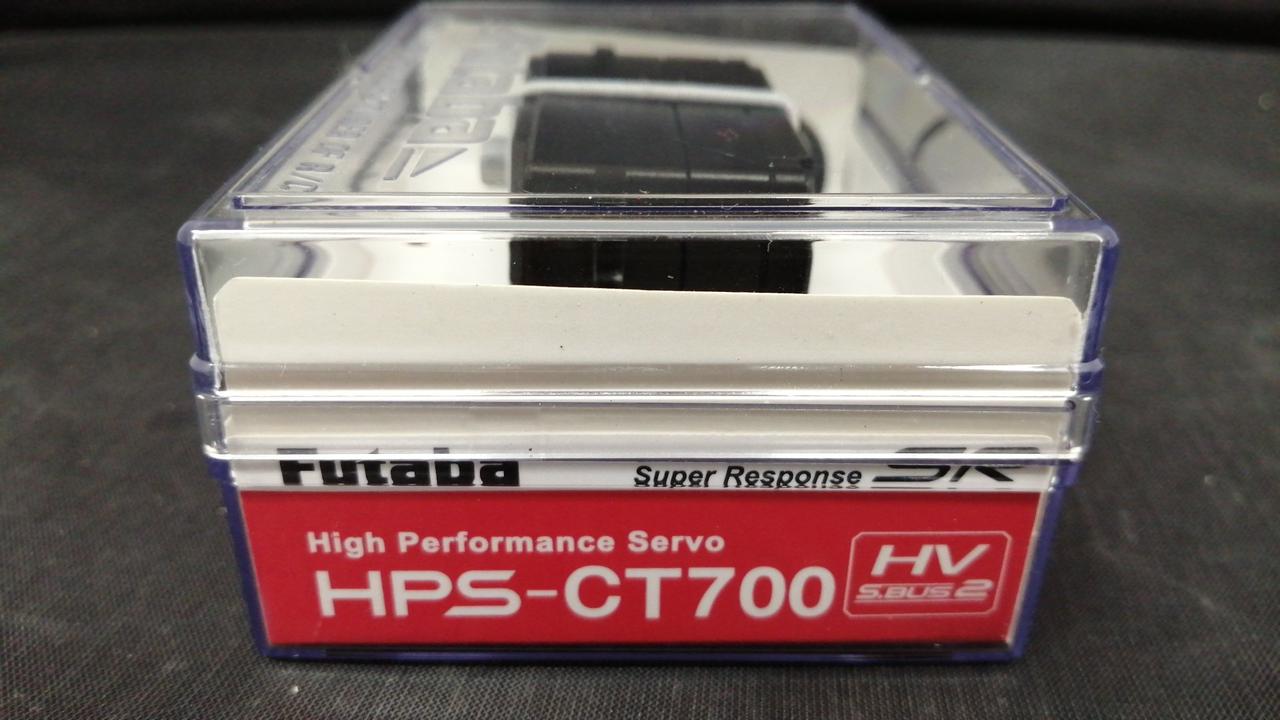 Futaba
Super Response SR
High Performance Servo
HPS-CT700
HV
S.BUS2